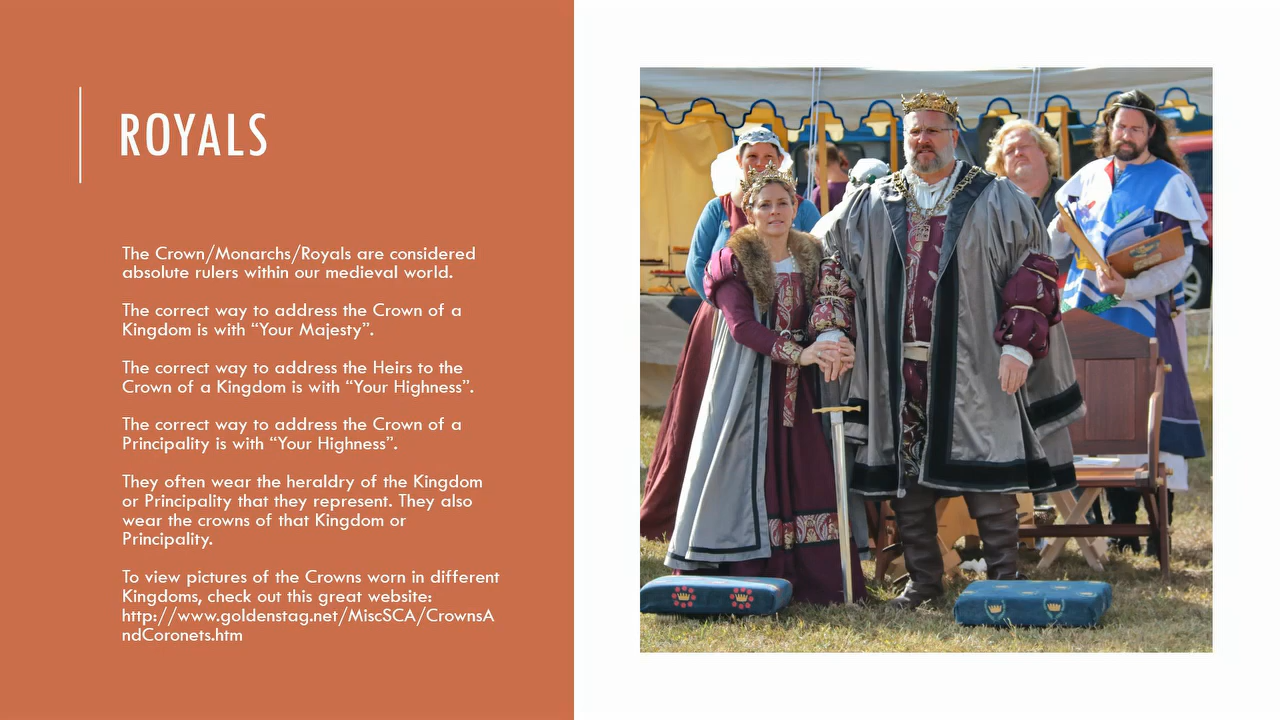 ROYALS
The Crown/Monarchs/Royals are considered
absolute rulers within our medieval world.
The correct way to address the Crown of a
Kingdom is with “Your Majesty”.
The correct way to address the Heirs to the
Crown of a Kingdom is with “Your Highness”.
The correct way to address the Crown of a
Principality is with “Your Highness”.
They often wear the heraldry of the Kingdom
or Principality that they represent. They also
wear the crowns of that Kingdom or
Principality.
To view pictures of the Crowns worn in different
Kingdoms, check out this great website:
http://www.goldenstag.net/MiscSCA/CrownsA
ndCoronets.htm